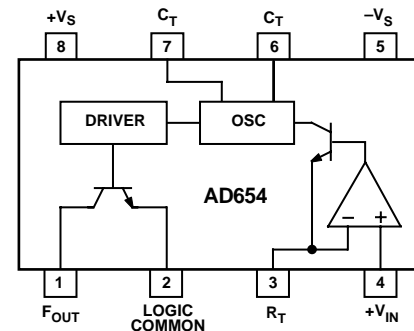 +VS CT CT –VS
8 7 6 5
DRIVER OSC
AD654
– +
1 2 3 4
FOUT LOGIC COMMON RT +VIN